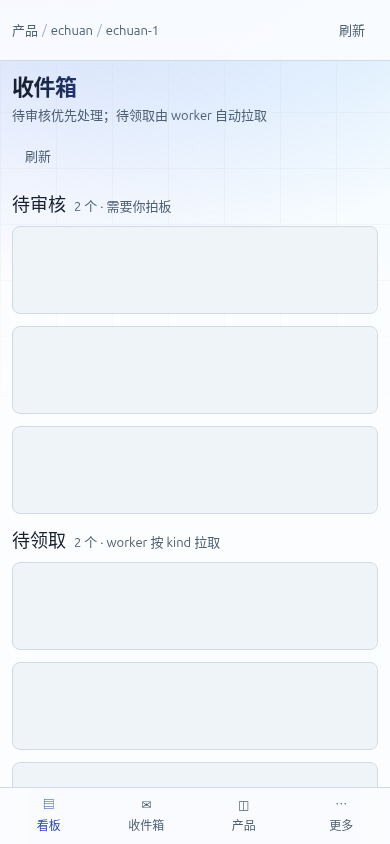 产品 / echuan / echuan-1
刷新
收件箱
待审核优先处理；待领取由 worker 自动拉取
刷新
待审核 2 个 · 需要你拍板
待领取 2 个 · worker 按 kind 拉取
看板 收件箱 产品 更多